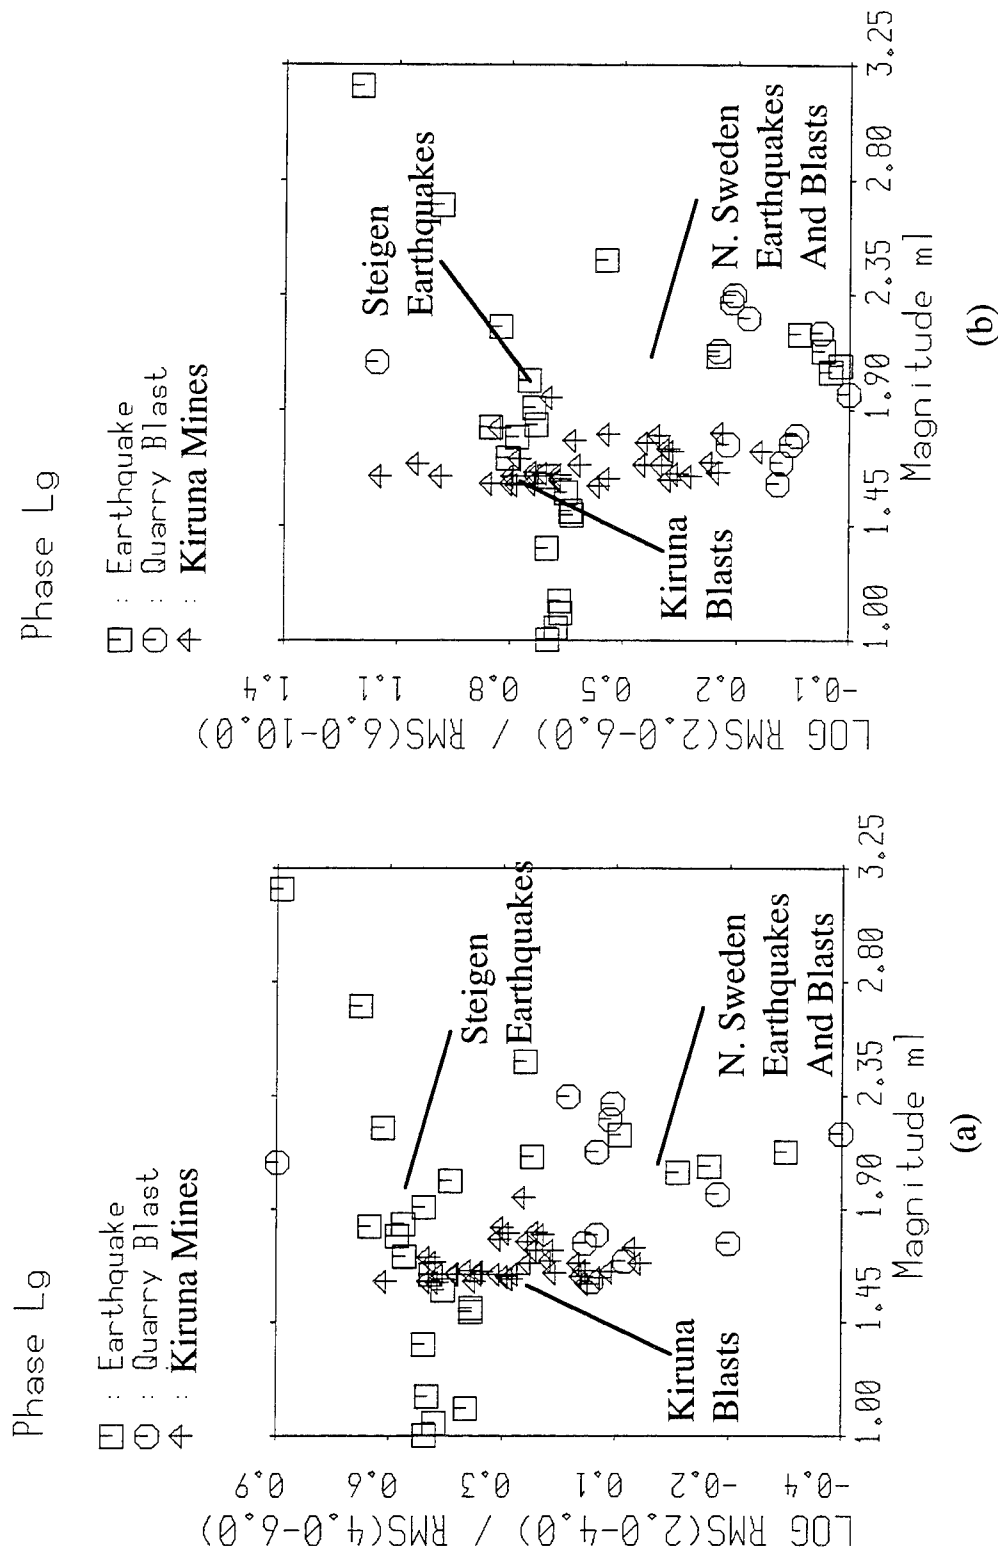 Phase Lg
□ : Earthquake
○ : Quarry Blast
↑ : Kiruna Mines
LOG RMS(2.0-4.0) / RMS(4.0-6.0)
0.9
0.6
0.3
0.1
-0.2
-0.4
Steigen
Earthquakes
Kiruna
Blasts
N. Sweden
Earthquakes
And Blasts
1.00 1.45 1.90 2.35 2.80 3.25
Magnitude ml
(a)
Phase Lg
□ : Earthquake
○ : Quarry Blast
↑ : Kiruna Mines
LOG RMS(2.0-6.0) / RMS(6.0-10.0)
1.4
1.1
0.8
0.5
0.2
-0.1
Steigen
Earthquakes
Kiruna
Blasts
N. Sweden
Earthquakes
And Blasts
1.00 1.45 1.90 2.35 2.80 3.25
Magnitude ml
(b)